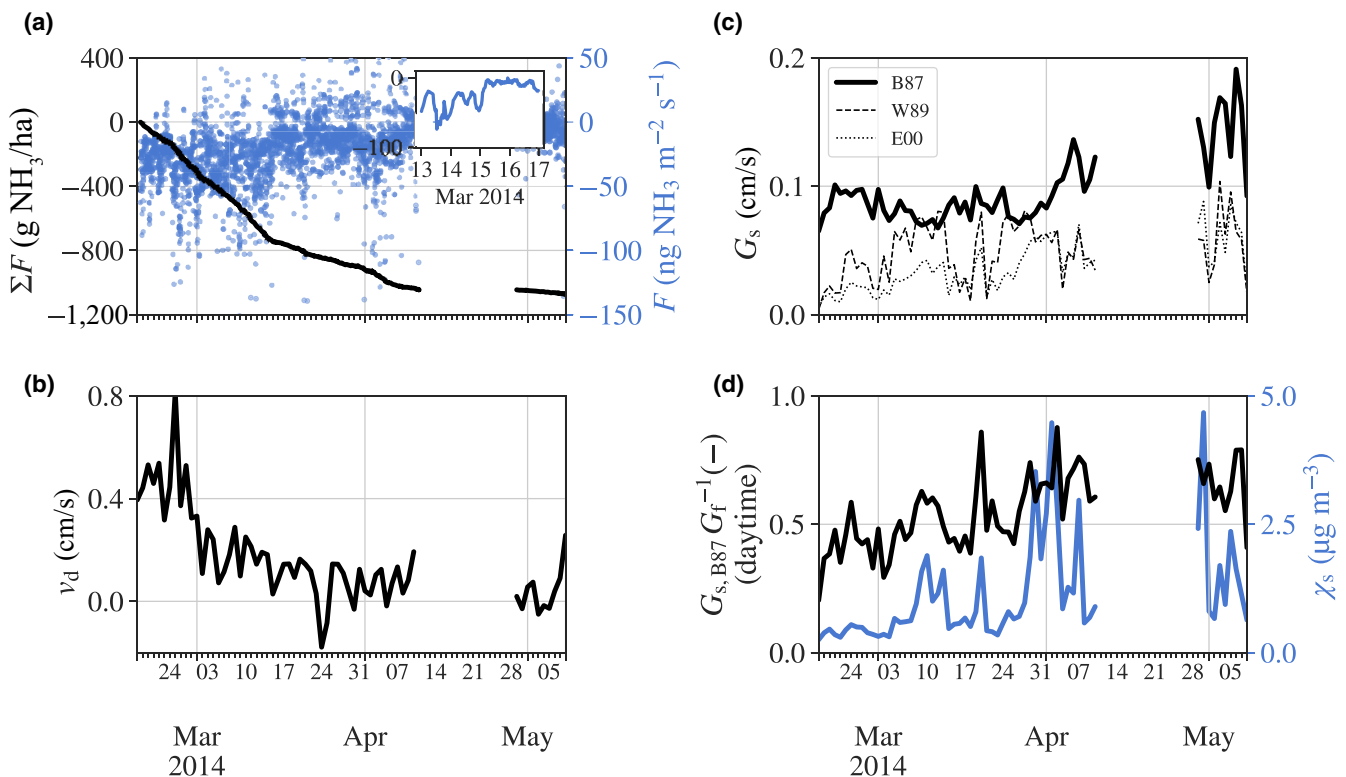 (a)
400
0
−400
−800
−1,200
ΣF (g NH3/ha)
50
0
−50
−100
−150
F (ng NH3 m−2 s−1)
0
−100
13 14 15 16 17
Mar 2014
(b)
0.8
0.4
0.0
vd (cm/s)
24 03 10 17 24 31 07 14 21 28 05
Mar Apr May
2014
(c)
0.2
0.1
0.0
Gs (cm/s)
B87
W89
E00
(d)
1.0
0.5
0.0
Gs, B87 Gf−1(−)
(daytime)
5.0
2.5
0.0
χs (µg m−3)
24 03 10 17 24 31 07 14 21 28 05
Mar Apr May
2014